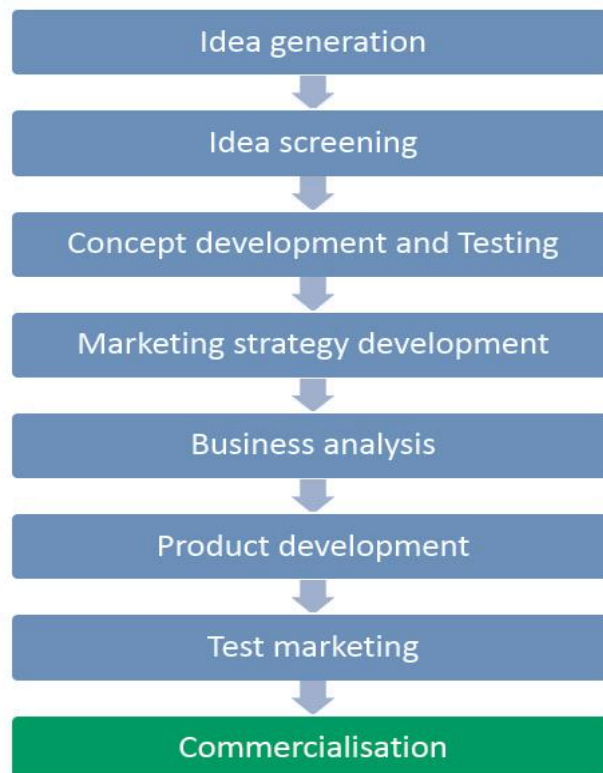 Idea generation
Idea screening
Concept development and Testing
Marketing strategy development
Business analysis
Product development
Test marketing
Commercialisation